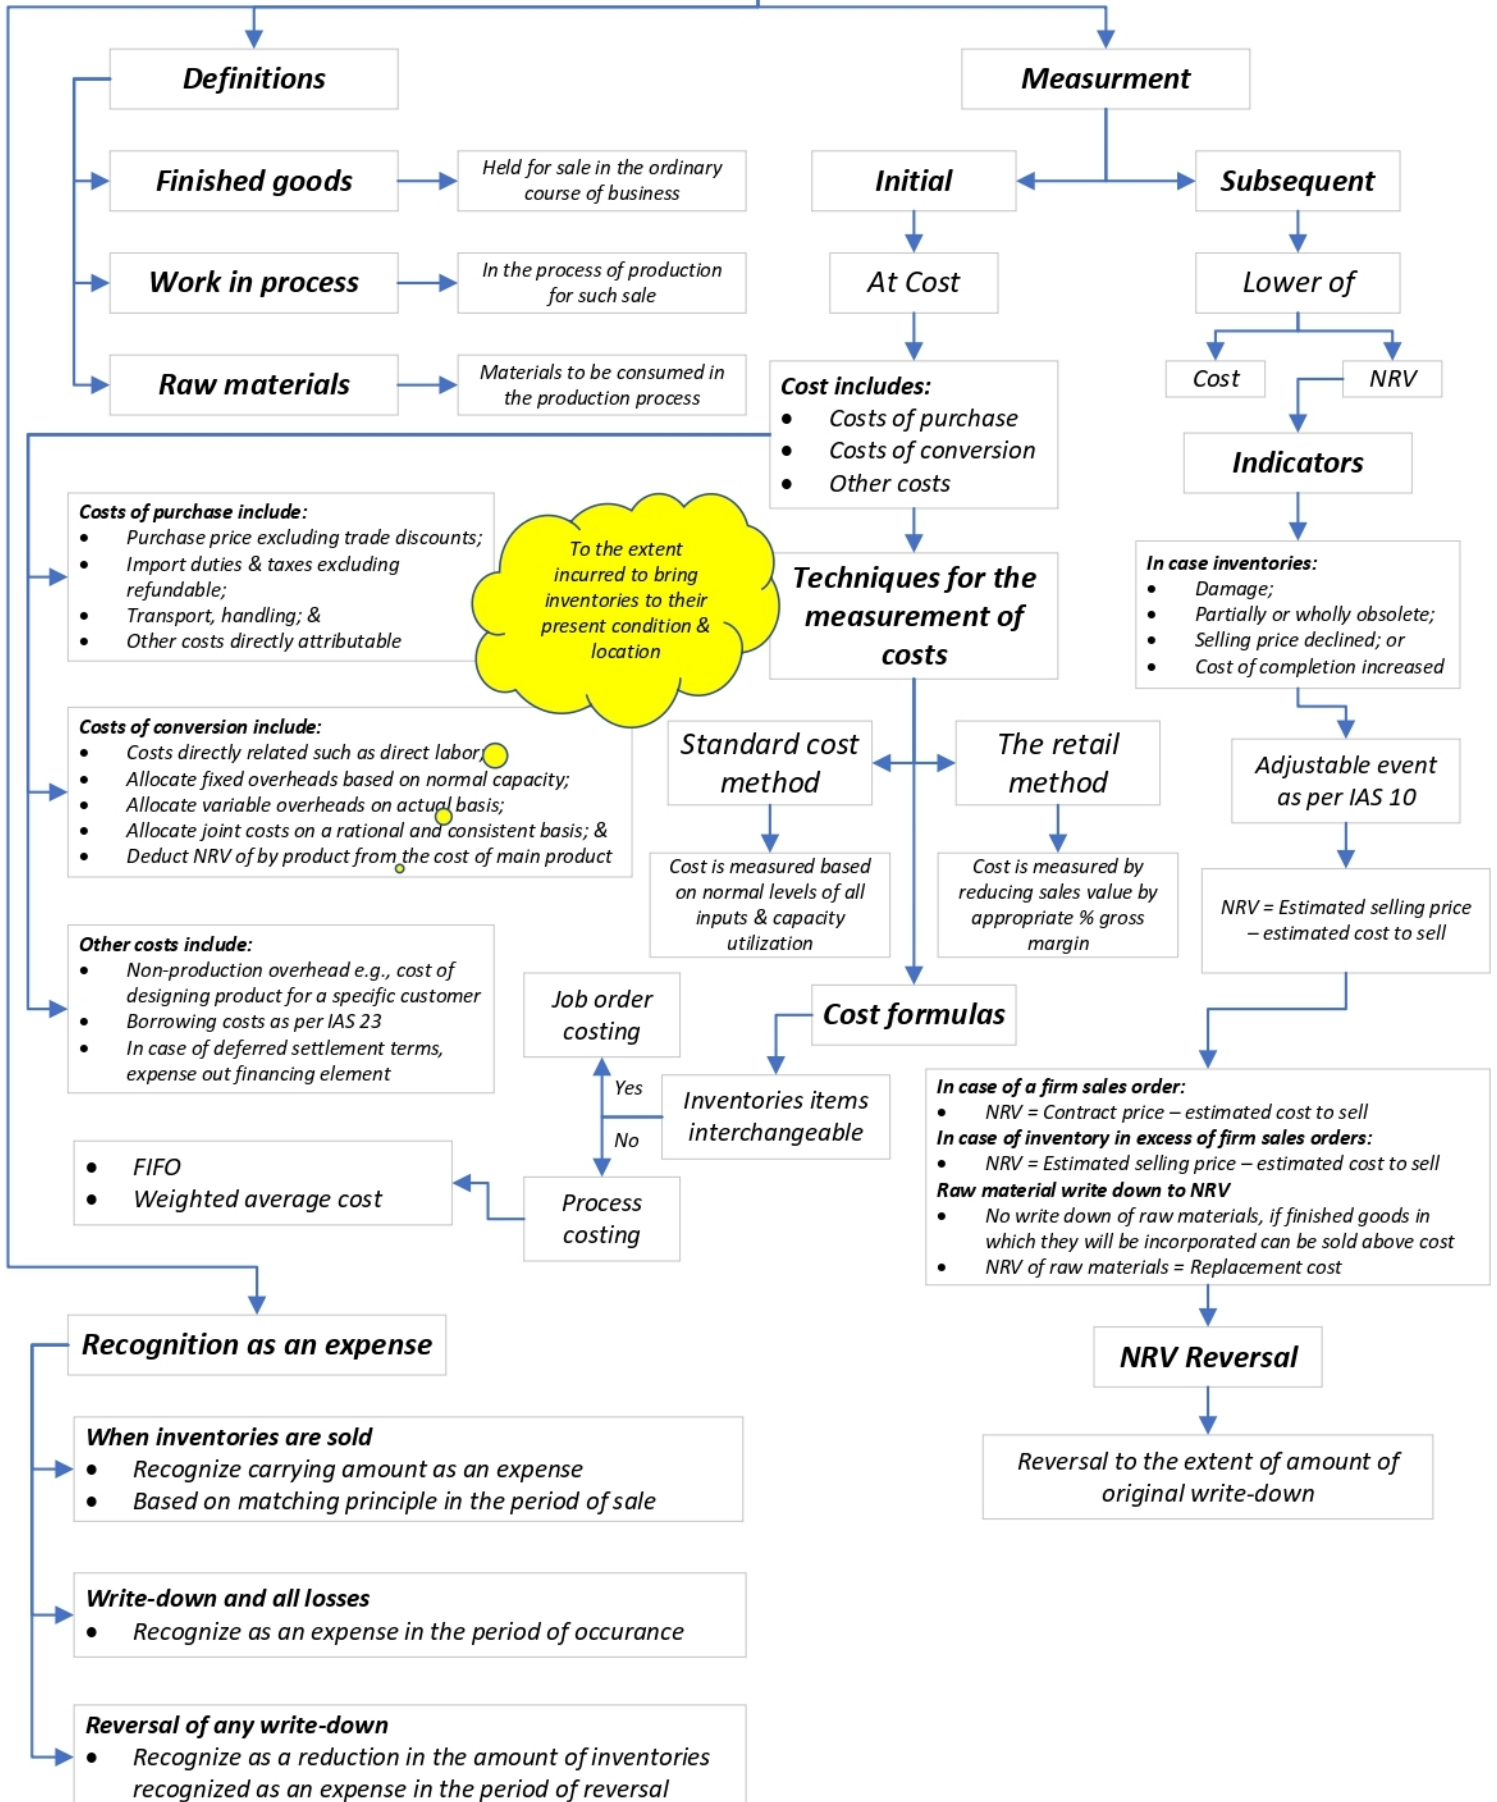 Definitions
Finished goods
Held for sale in the ordinary
course of business
Work in process
In the process of production
for such sale
Raw materials
Materials to be consumed in
the production process
Measurment
Initial
Subsequent
At Cost
Lower of
Cost
NRV
Cost includes:
• Costs of purchase
• Costs of conversion
• Other costs
Indicators
Costs of purchase include:
• Purchase price excluding trade discounts;
• Import duties & taxes excluding
refundable;
• Transport, handling; &
• Other costs directly attributable
To the extent
incurred to bring
inventories to their
present condition &
location
Techniques for the
measurement of
costs
In case inventories:
• Damage;
• Partially or wholly obsolete;
• Selling price declined; or
• Cost of completion increased
Costs of conversion include:
• Costs directly related such as direct labor;
• Allocate fixed overheads based on normal capacity;
• Allocate variable overheads on actual basis;
• Allocate joint costs on a rational and consistent basis; &
• Deduct NRV of by product from the cost of main product
Standard cost
method
The retail
method
Adjustable event
as per IAS 10
Cost is measured based
on normal levels of all
inputs & capacity
utilization
Cost is measured by
reducing sales value by
appropriate % gross
margin
NRV = Estimated selling price
– estimated cost to sell
Other costs include:
• Non-production overhead e.g., cost of
designing product for a specific customer
• Borrowing costs as per IAS 23
• In case of deferred settlement terms,
expense out financing element
Job order
costing
Cost formulas
Yes
No
Inventories items
intercheangeable
Process
costing
• FIFO
• Weighted average cost
In case of a firm sales order:
• NRV = Contract price – estimated cost to sell
In case of inventory in excess of firm sales orders:
• NRV = Estimated selling price – estimated cost to sell
Raw material write down to NRV
• No write down of raw materials, if finished goods in
which they will be incorporated can be sold above cost
• NRV of raw materials = Replacement cost
NRV Reversal
Reversal to the extent of amount of
original write-down
Recognition as an expense
When inventories are sold
• Recognize carrying amount as an expense
• Based on matching principle in the period of sale
Write-down and all losses
• Recognize as an expense in the period of occurance
Reversal of any write-down
• Recognize as a reduction in the amount of inventories
recognized as an expense in the period of reversal